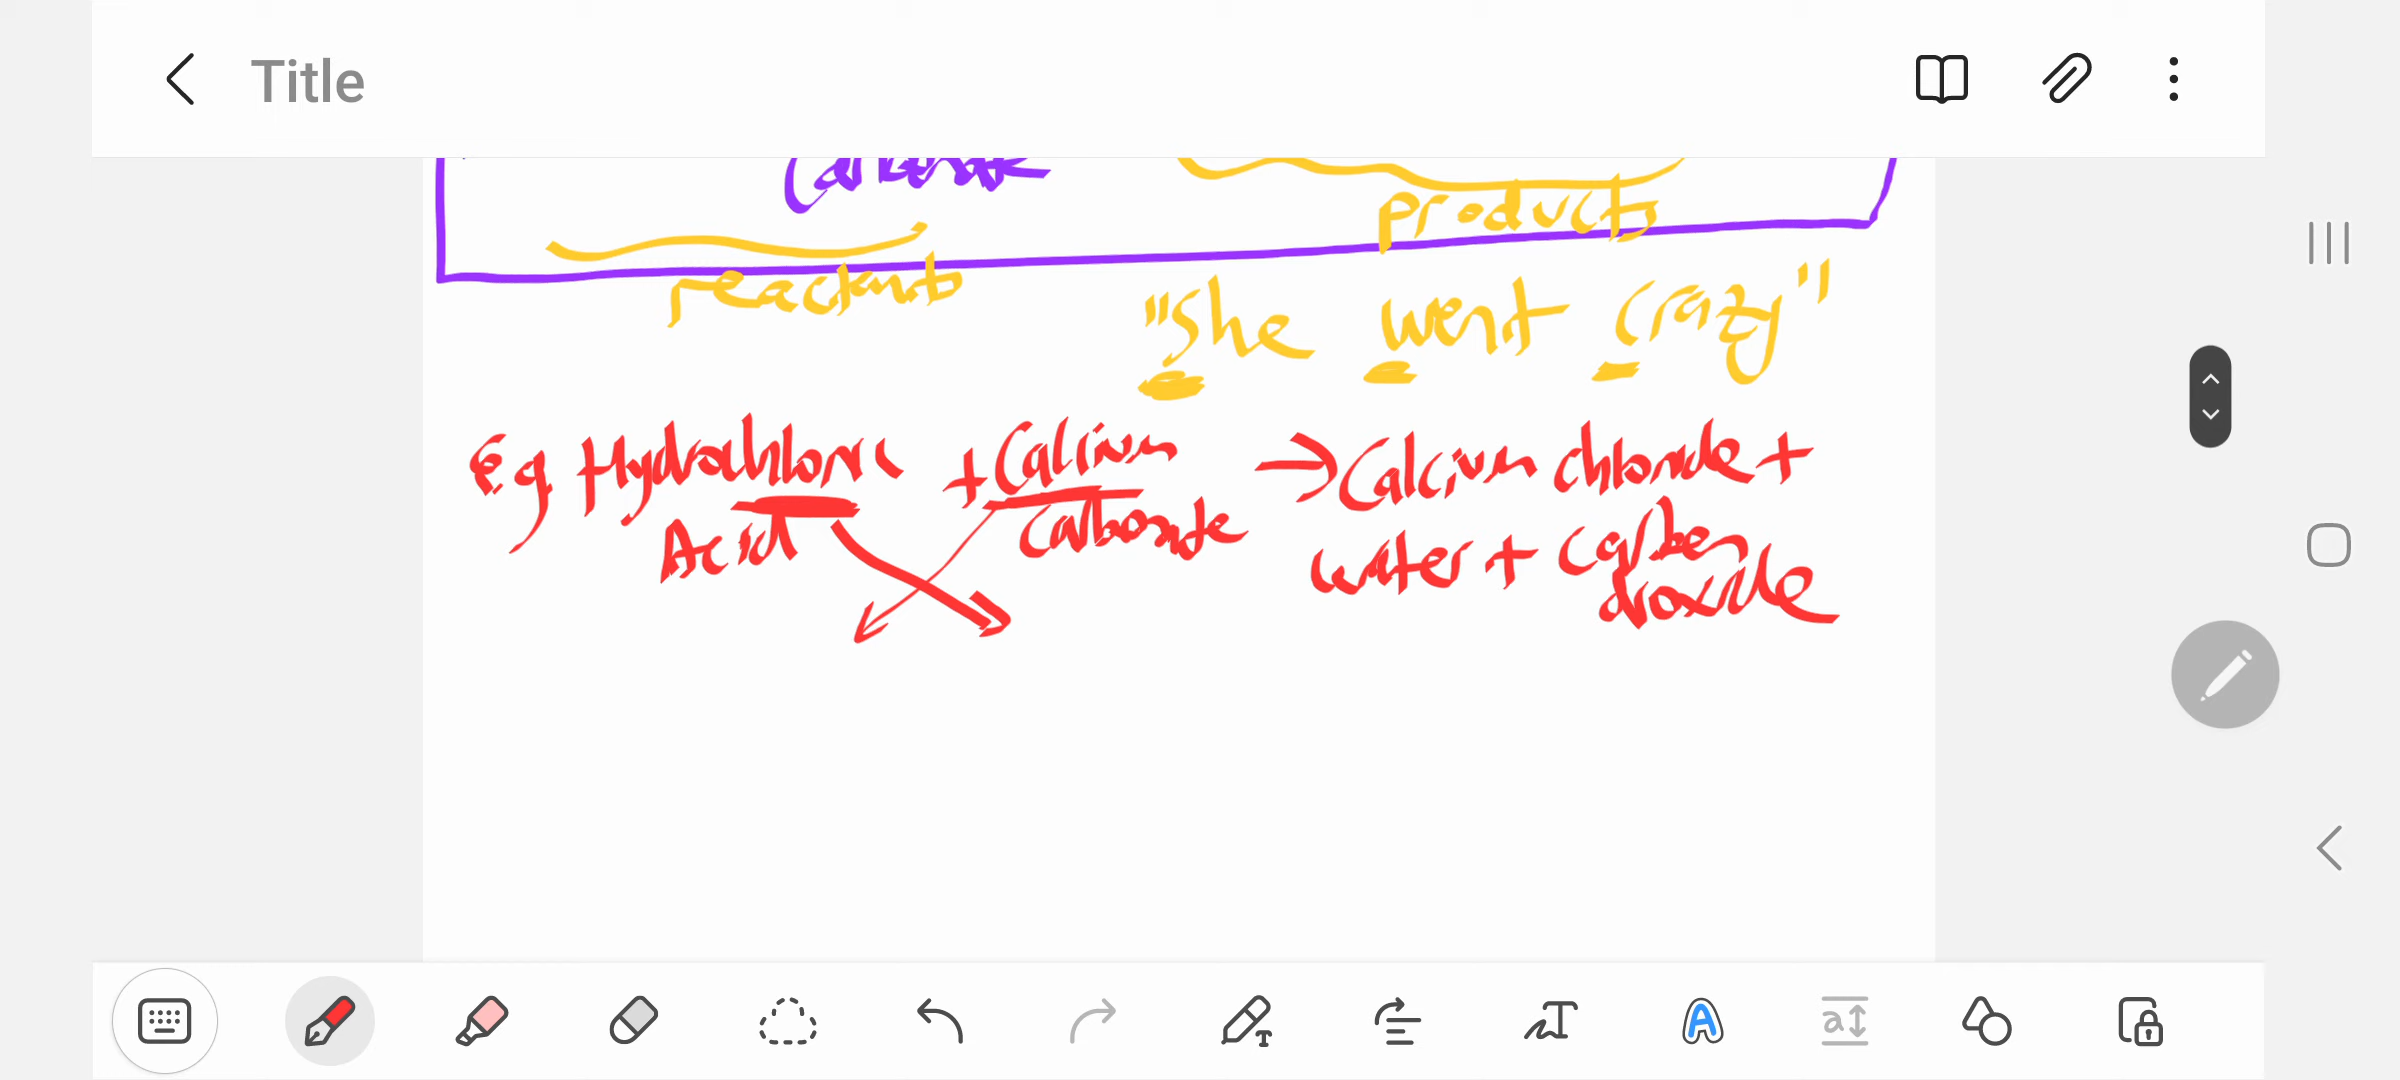 Title
Carbonate
products
reactants
"She went crazy"
Eg Hydrochloric + Calcium → Calcium chloride +
Acid Carbonate water + carbon
dioxide